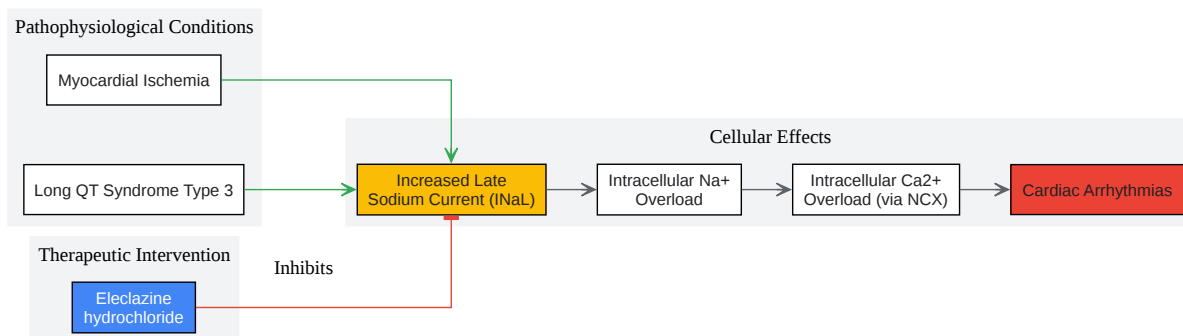 Pathophysiological Conditions
Myocardial Ischemia
Long QT Syndrome Type 3
Cellular Effects
Increased Late
Sodium Current (INaL)
Intracellular Na+
Overload
Intracellular Ca2+
Overload (via NCX)
Cardiac Arrhythmias
Therapeutic Intervention
Inhibits
Eleclazine
hydrochloride